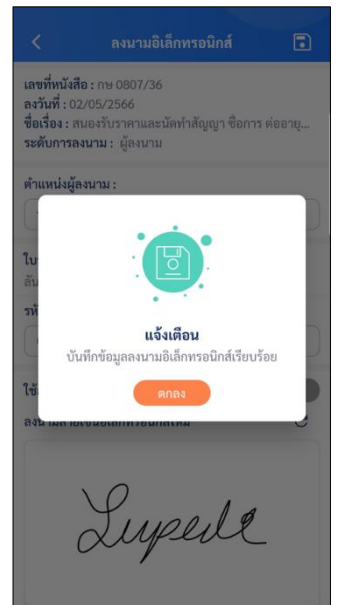 ลงนามอิเล็กทรอนิกส์
เลขที่หนังสือ : กษ 0807/36
ลงวันที่ : 02/05/2566
ชื่อเรื่อง : สนองรับราคาและนัดทำสัญญา ซื้อการ ต่ออายุ...
ระดับการลงนาม : ผู้ลงนาม
ตำแหน่งผู้ลงนาม :
แจ้งเตือน
บันทึกข้อมูลลงนามอิเล็กทรอนิกส์เรียบร้อย
ตกลง